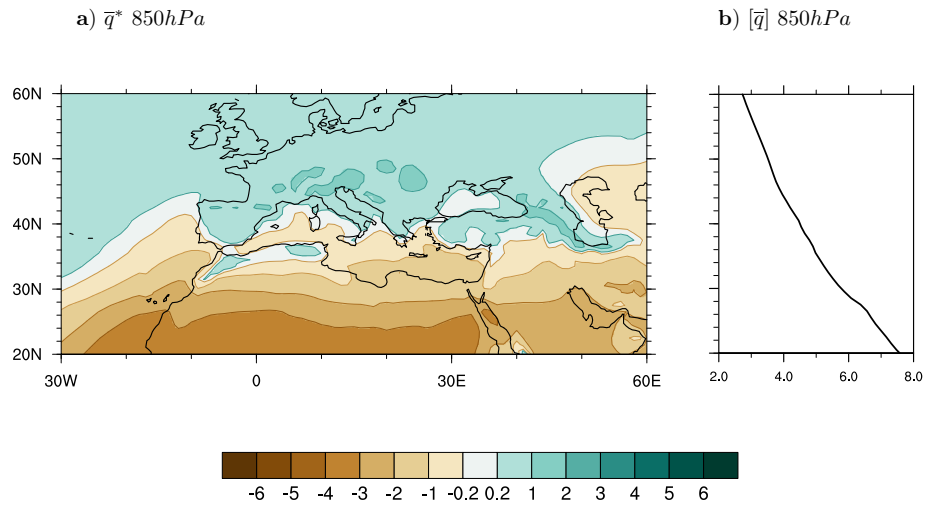 a) q̅* 850hPa
b) [q̅] 850hPa
60N
50N
40N
30N
20N
30W 0 30E 60E
2.0 4.0 6.0 8.0
-6 -5 -4 -3 -2 -1 -0.2 0.2 1 2 3 4 5 6